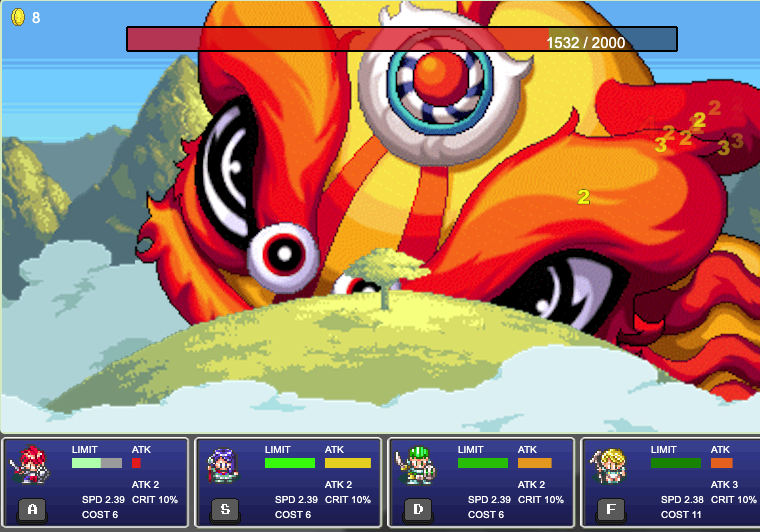 8
1532 / 2000
2
2
2
2
2
3
3
3
2
LIMIT ATK
ATK 2
SPD 2.39 CRIT 10%
A COST 6
LIMIT ATK
ATK 2
SPD 2.39 CRIT 10%
S COST 6
LIMIT ATK
ATK 2
SPD 2.39 CRIT 10%
D COST 6
LIMIT ATK
ATK 3
SPD 2.38 CRIT 10%
F COST 11